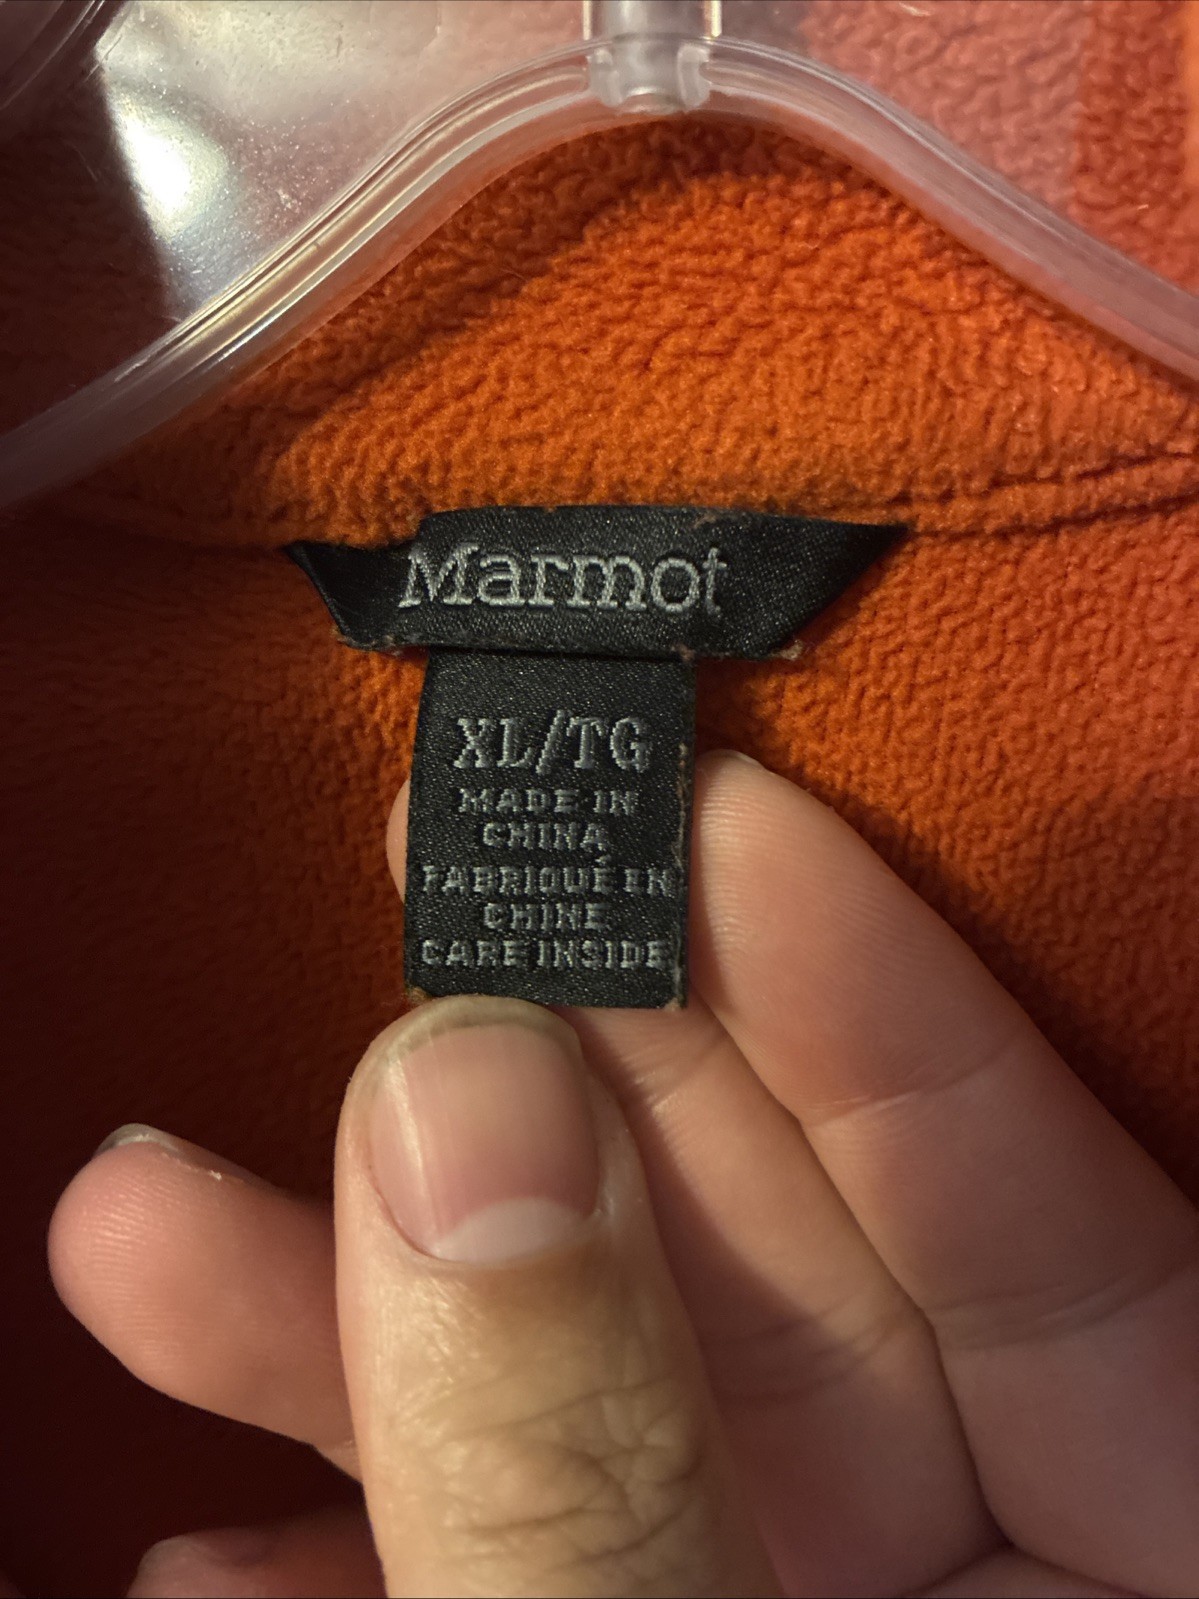 Marmot
XL/TG
MADE IN
CHINA
FABRIQUÉ EN
CHINE
CARE INSIDE